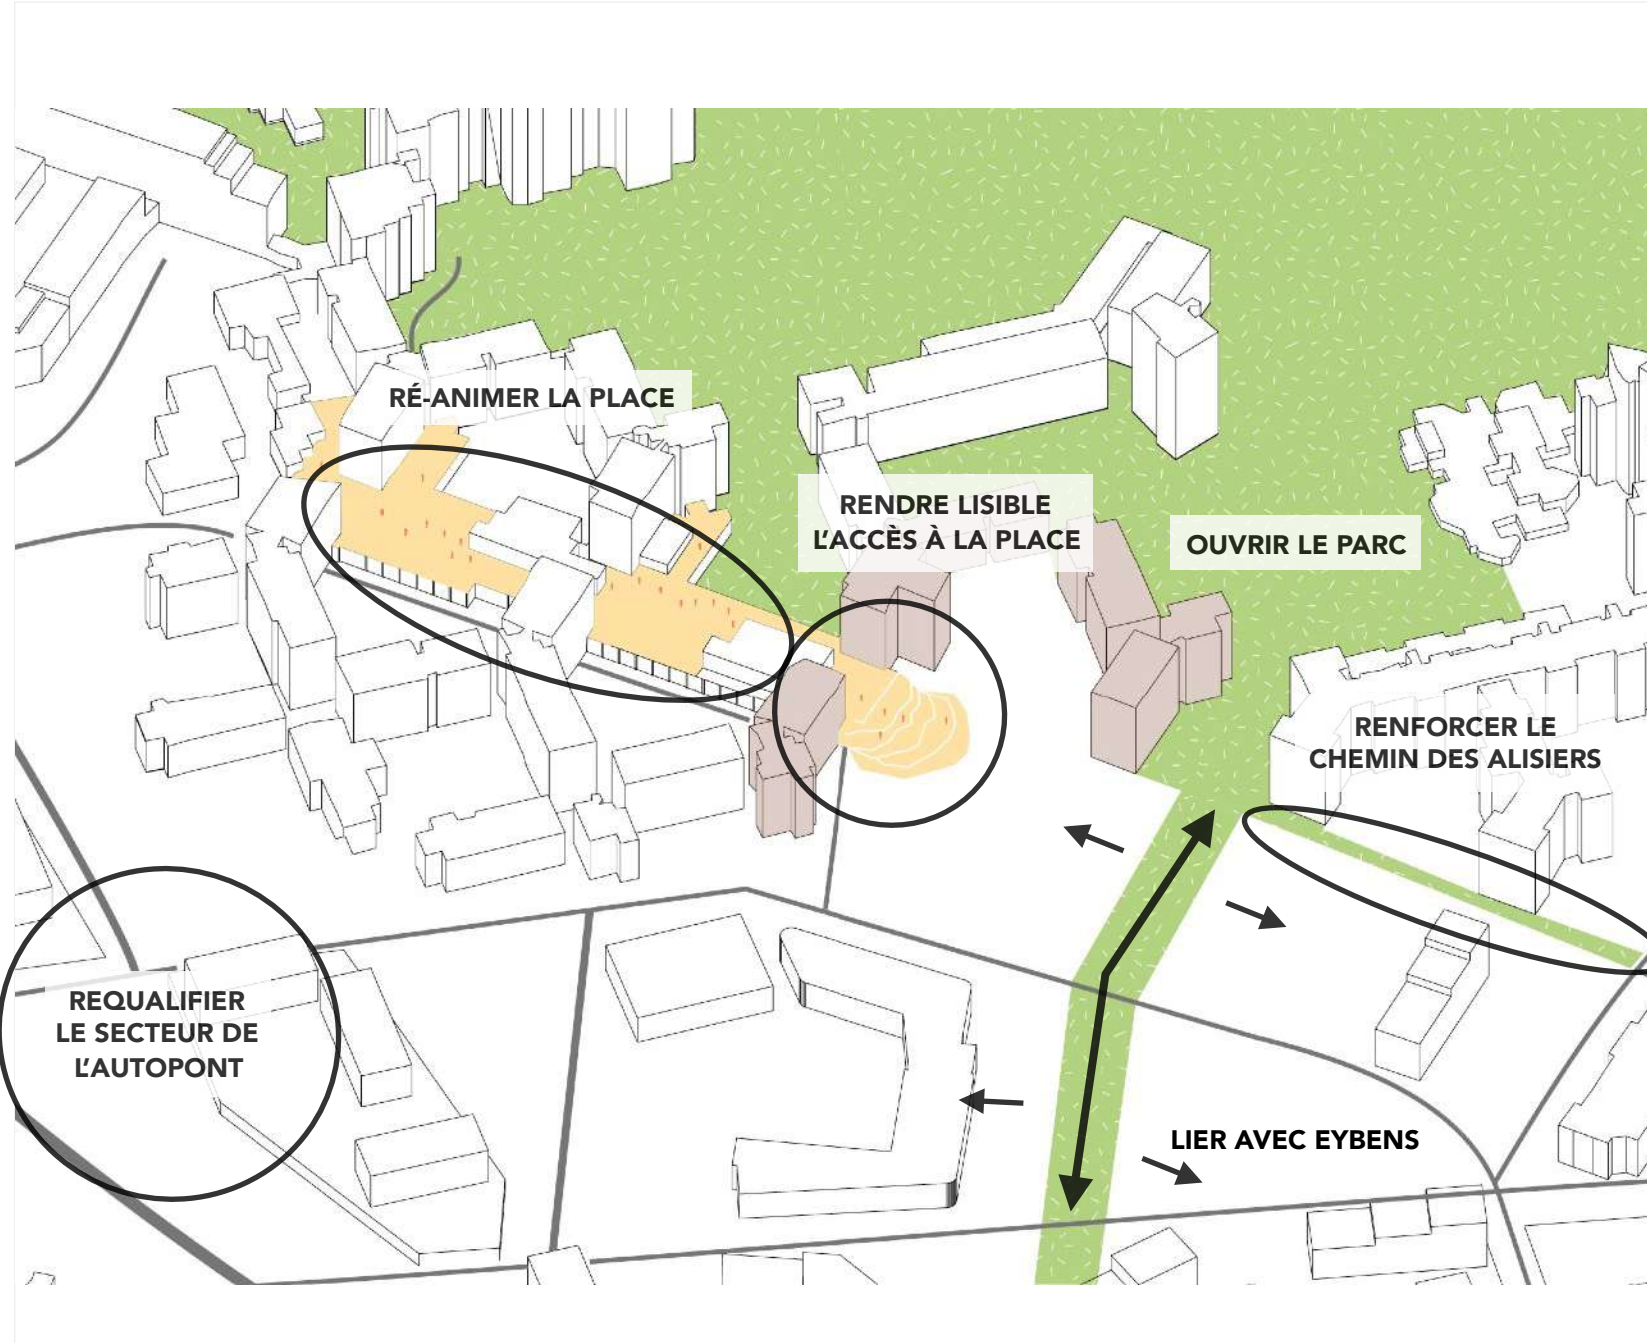 RÉ-ANIMER LA PLACE
RENDRE LISIBLE
L'ACCÈS À LA PLACE
OUVRIR LE PARC
RENFORCER LE
CHEMIN DES ALISIERS
REQUALIFIER
LE SECTEUR DE
L'AUTOPONT
LIER AVEC EYBENS